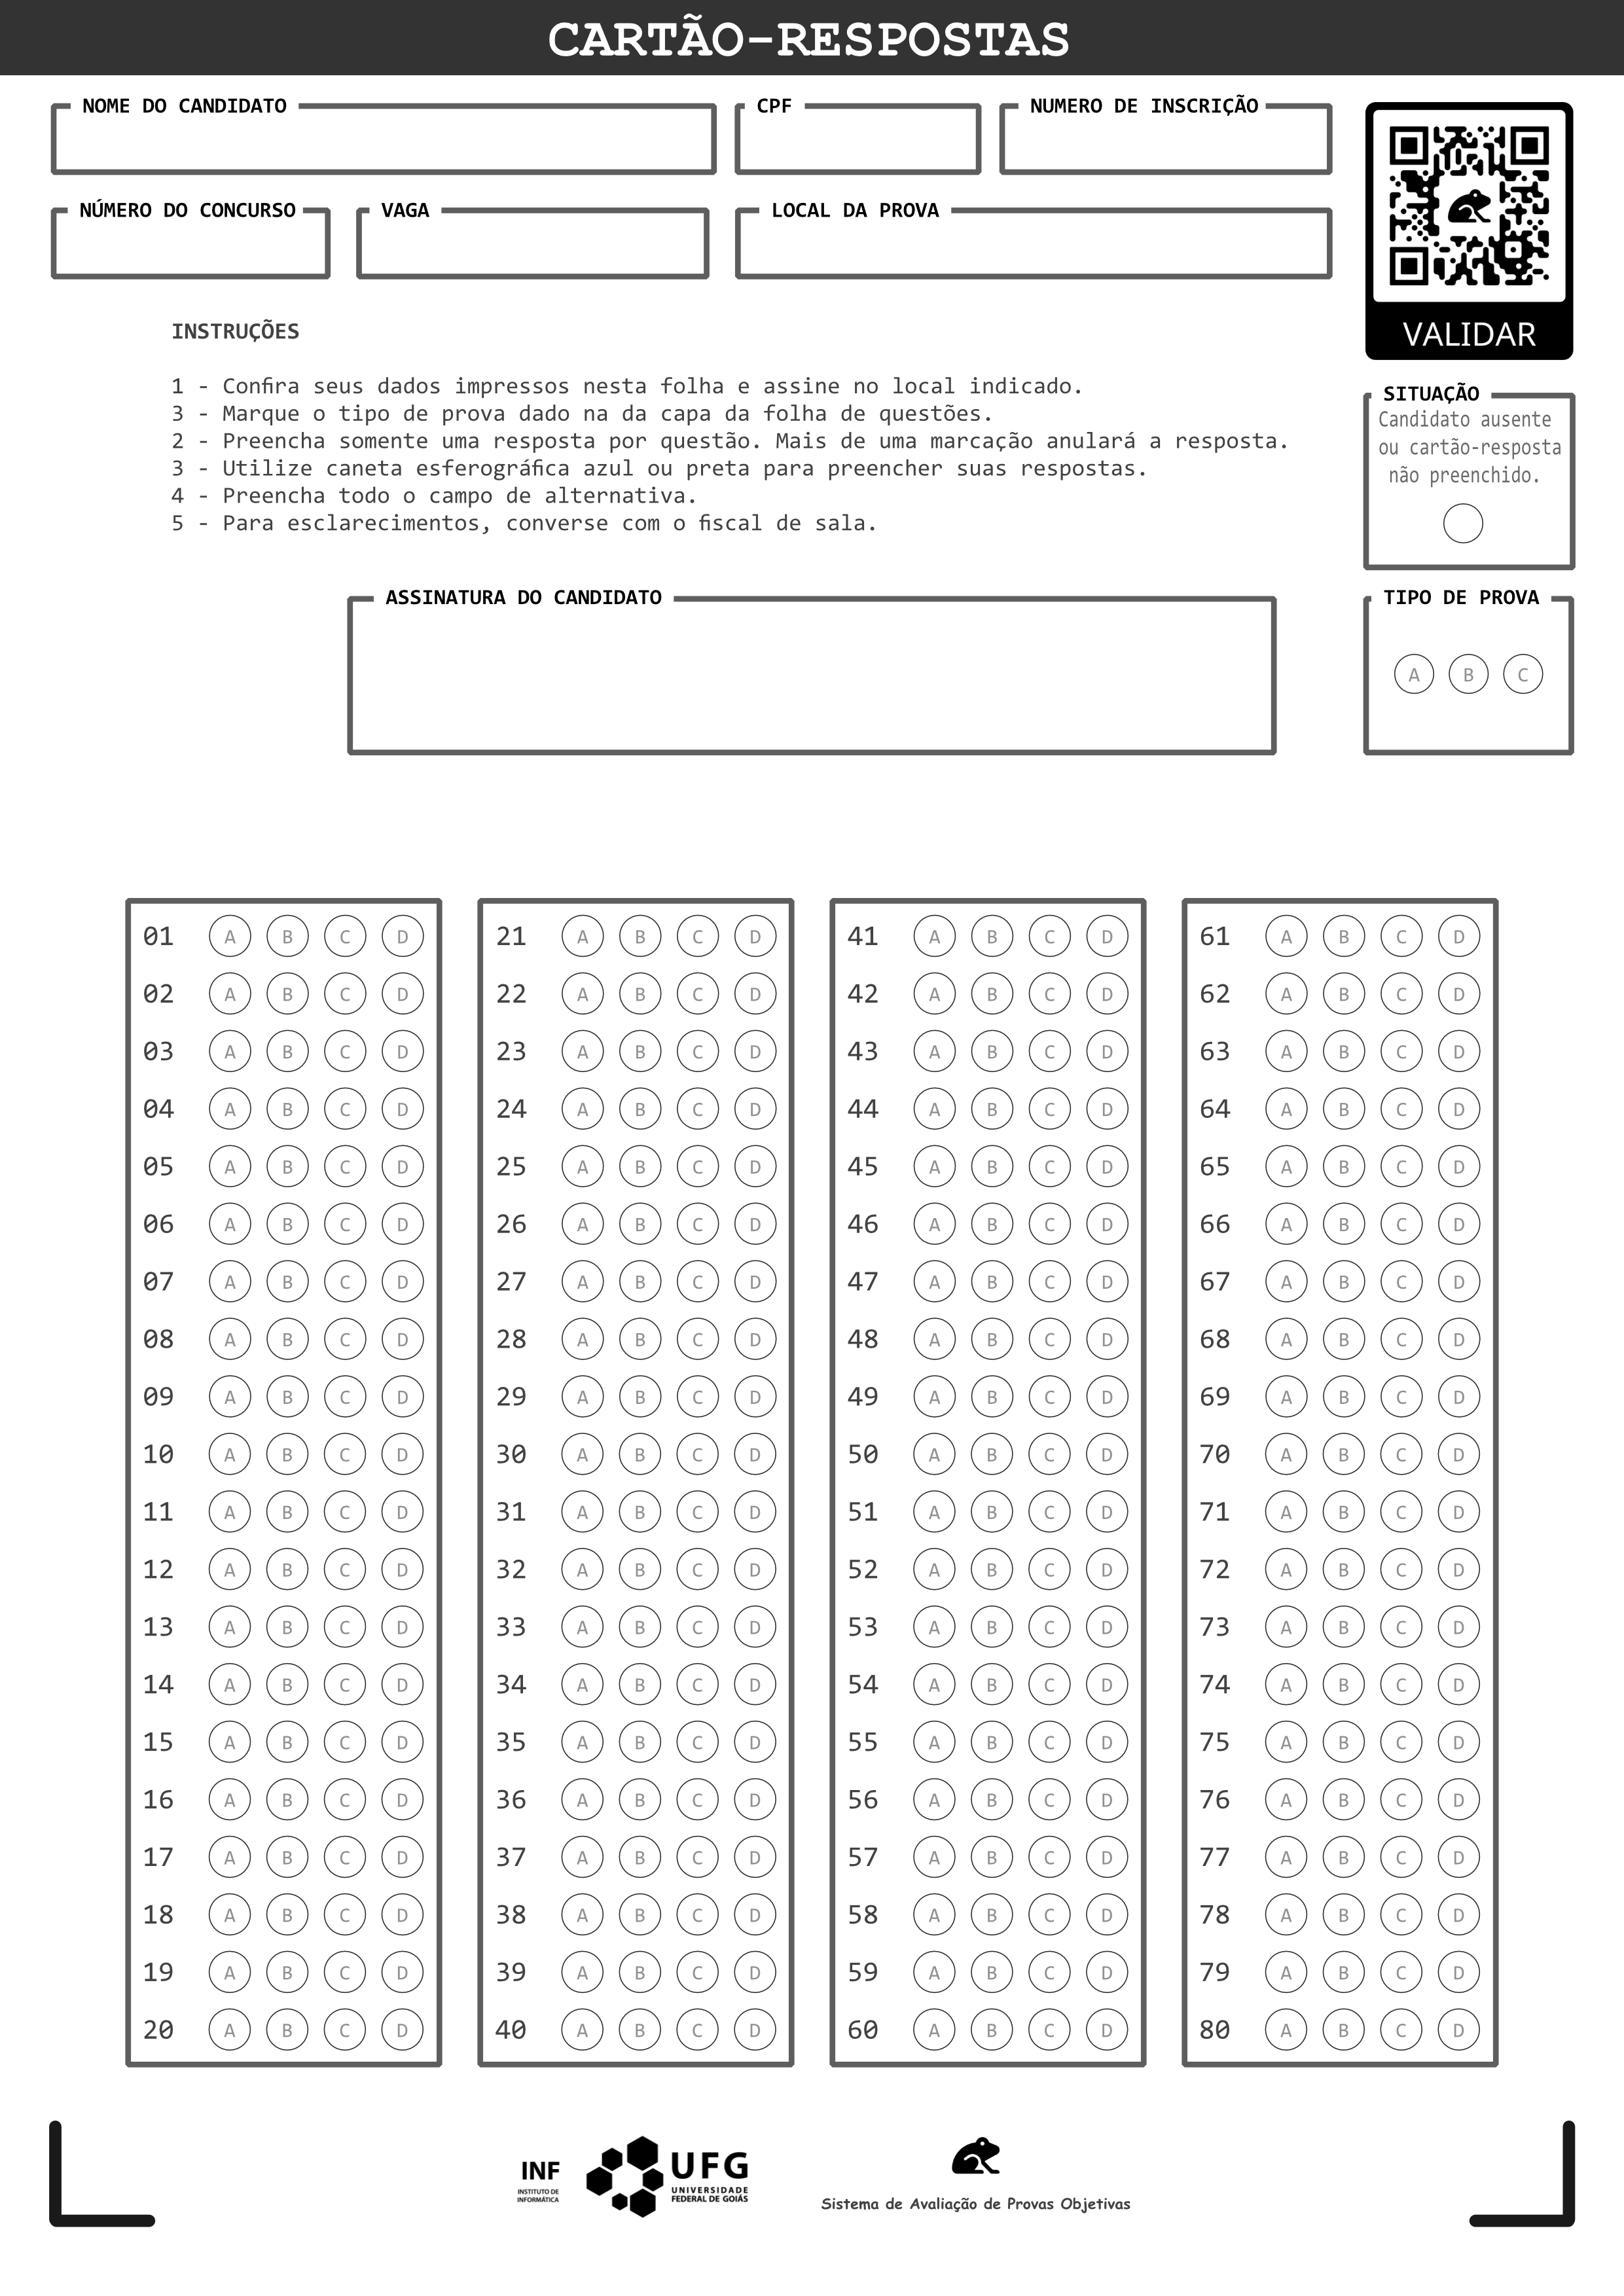 CARTÃO-RESPOSTAS
NOME DO CANDIDATO
CPF
NUMERO DE INSCRIÇÃO
NÚMERO DO CONCURSO
VAGA
LOCAL DA PROVA
VALIDAR
INSTRUÇÕES
1 - Confira seus dados impressos nesta folha e assine no local indicado.
3 - Marque o tipo de prova dado na da capa da folha de questões.
2 - Preencha somente uma resposta por questão. Mais de uma marcação anulará a resposta.
3 - Utilize caneta esferográfica azul ou preta para preencher suas respostas.
4 - Preencha todo o campo de alternativa.
5 - Para esclarecimentos, converse com o fiscal de sala.
SITUAÇÃO
Candidato ausente
ou cartão-resposta
não preenchido.
ASSINATURA DO CANDIDATO
TIPO DE PROVA
A B C
01 A B C D
02 A B C D
03 A B C D
04 A B C D
05 A B C D
06 A B C D
07 A B C D
08 A B C D
09 A B C D
10 A B C D
11 A B C D
12 A B C D
13 A B C D
14 A B C D
15 A B C D
16 A B C D
17 A B C D
18 A B C D
19 A B C D
20 A B C D
21 A B C D
22 A B C D
23 A B C D
24 A B C D
25 A B C D
26 A B C D
27 A B C D
28 A B C D
29 A B C D
30 A B C D
31 A B C D
32 A B C D
33 A B C D
34 A B C D
35 A B C D
36 A B C D
37 A B C D
38 A B C D
39 A B C D
40 A B C D
41 A B C D
42 A B C D
43 A B C D
44 A B C D
45 A B C D
46 A B C D
47 A B C D
48 A B C D
49 A B C D
50 A B C D
51 A B C D
52 A B C D
53 A B C D
54 A B C D
55 A B C D
56 A B C D
57 A B C D
58 A B C D
59 A B C D
60 A B C D
61 A B C D
62 A B C D
63 A B C D
64 A B C D
65 A B C D
66 A B C D
67 A B C D
68 A B C D
69 A B C D
70 A B C D
71 A B C D
72 A B C D
73 A B C D
74 A B C D
75 A B C D
76 A B C D
77 A B C D
78 A B C D
79 A B C D
80 A B C D
INF
INSTITUTO DE
INFORMÁTICA
UFG
UNIVERSIDADE
FEDERAL DE GOIÁS
Sistema de Avaliação de Provas Objetivas